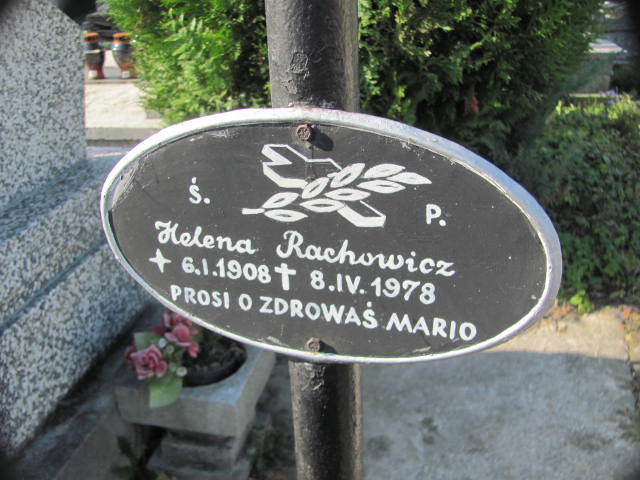 Ś. P.
Helena Rachowicz
6.I.1908 † 8.IV.1978
PROSI O ZDROWAŚ MARIO